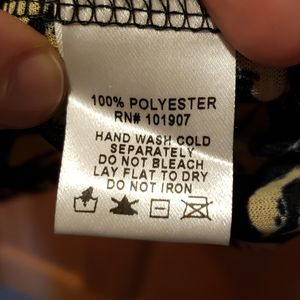 100% POLYESTER
RN# 101907
HAND WASH COLD
SEPARATELY
DO NOT BLEACH
LAY FLAT TO DRY
DO NOT IRON